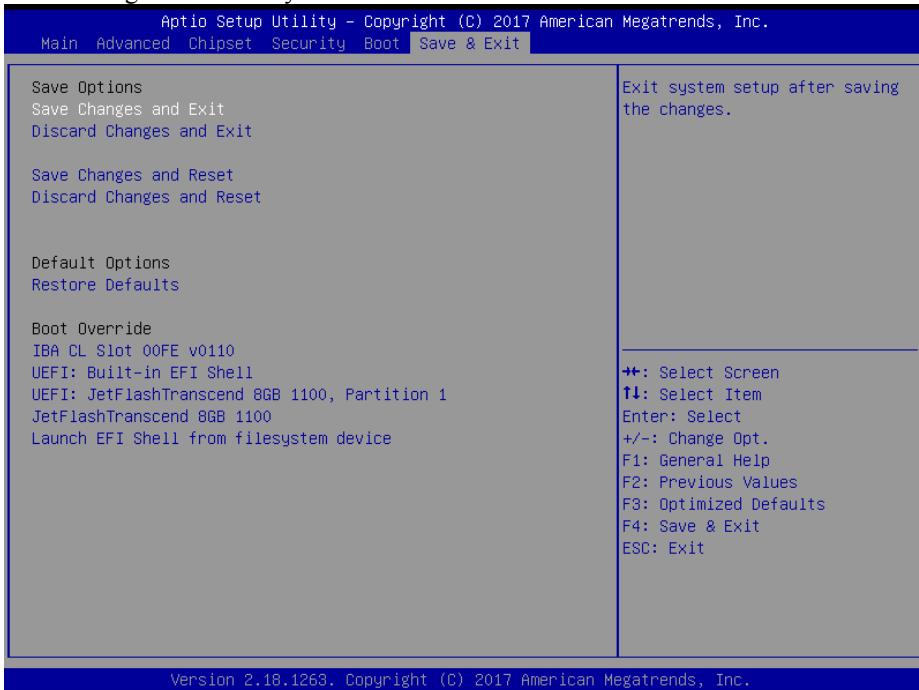 Aptio Setup Utility – Copyright (C) 2017 American Megatrends, Inc.
Main Advanced Chipset Security Boot Save & Exit
Save Options
Save Changes and Exit
Discard Changes and Exit
Save Changes and Reset
Discard Changes and Reset
Default Options
Restore Defaults
Boot Override
IBA CL Slot 00FE v0110
UEFI: Built-in EFI Shell
UEFI: JetFlashTranscend 8GB 1100, Partition 1
JetFlashTranscend 8GB 1100
Launch EFI Shell from filesystem device
Exit system setup after saving
the changes.
→←: Select Screen
↑↓: Select Item
Enter: Select
+/-: Change Opt.
F1: General Help
F2: Previous Values
F3: Optimized Defaults
F4: Save & Exit
ESC: Exit
Version 2.18.1263. Copyright (C) 2017 American Megatrends, Inc.